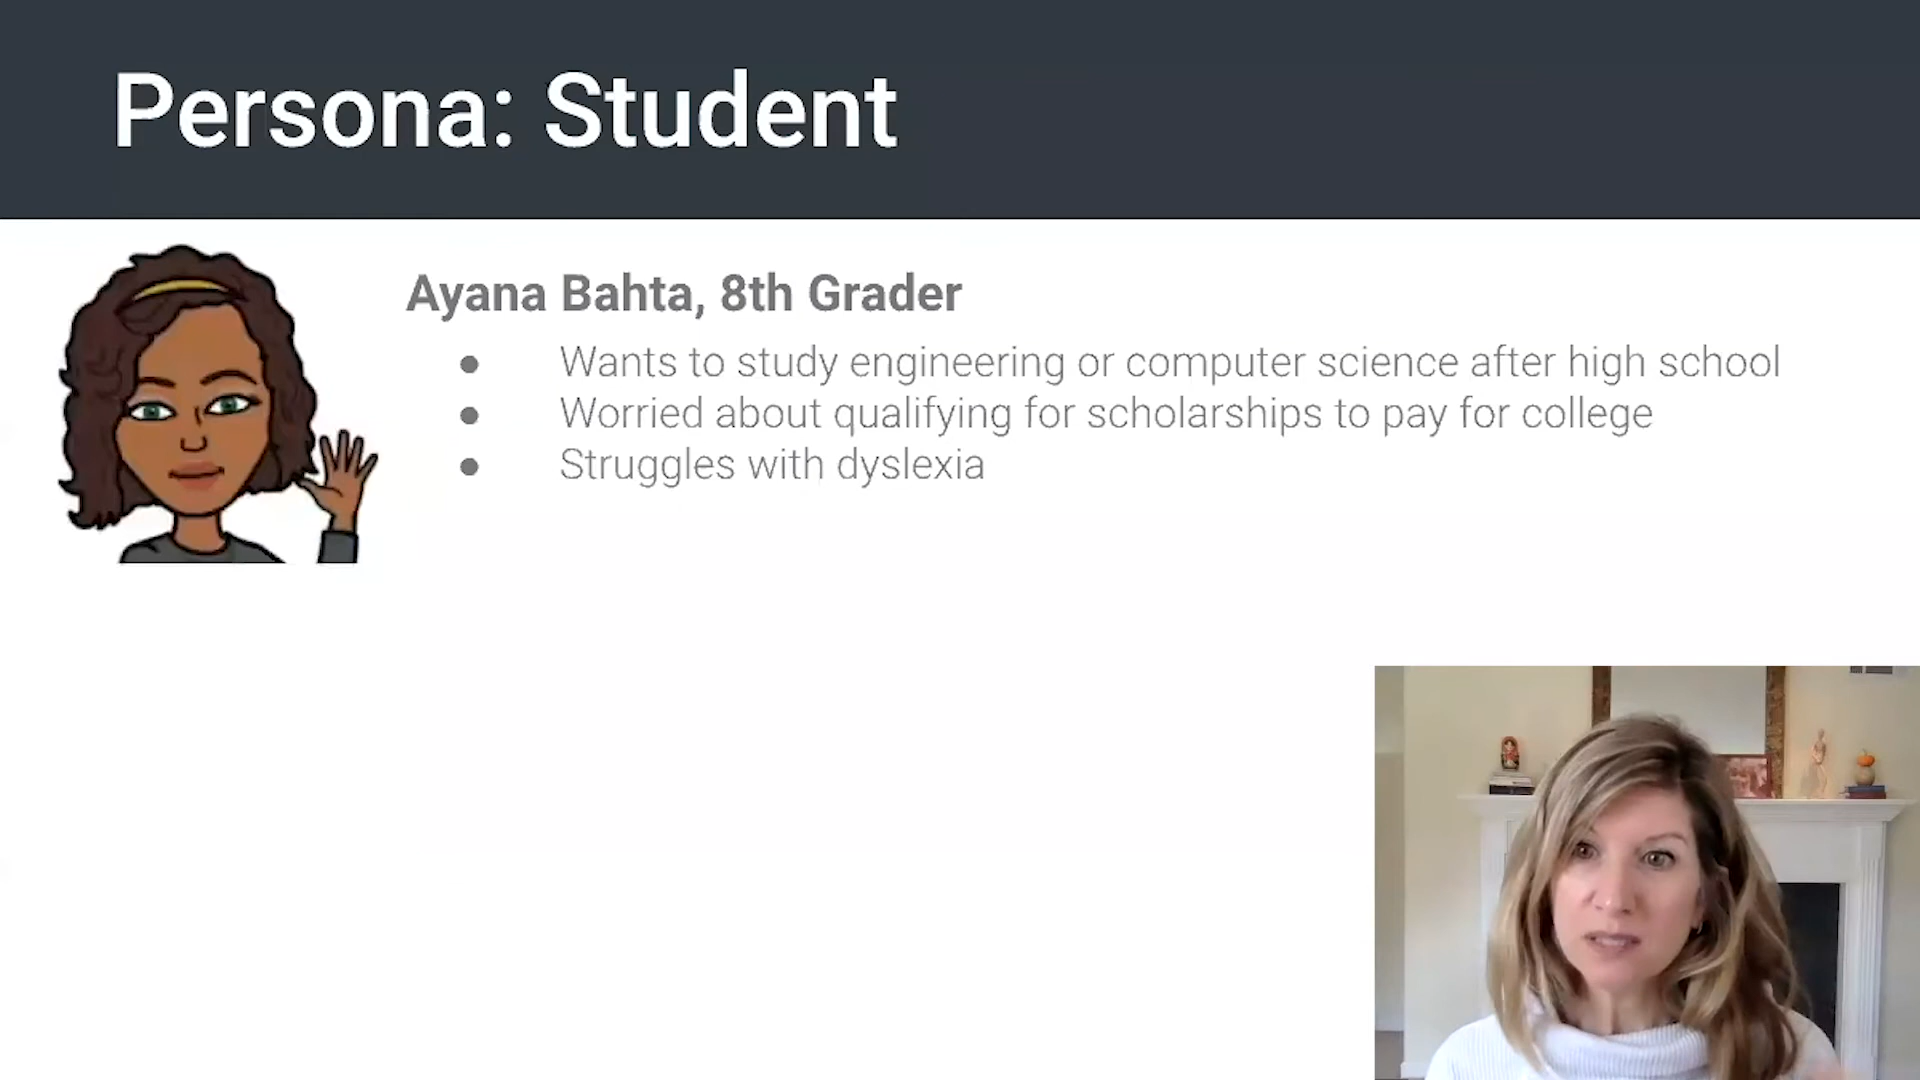 Persona: Student
Ayana Bahta, 8th Grader
● Wants to study engineering or computer science after high school
● Worried about qualifying for scholarships to pay for college
● Struggles with dyslexia